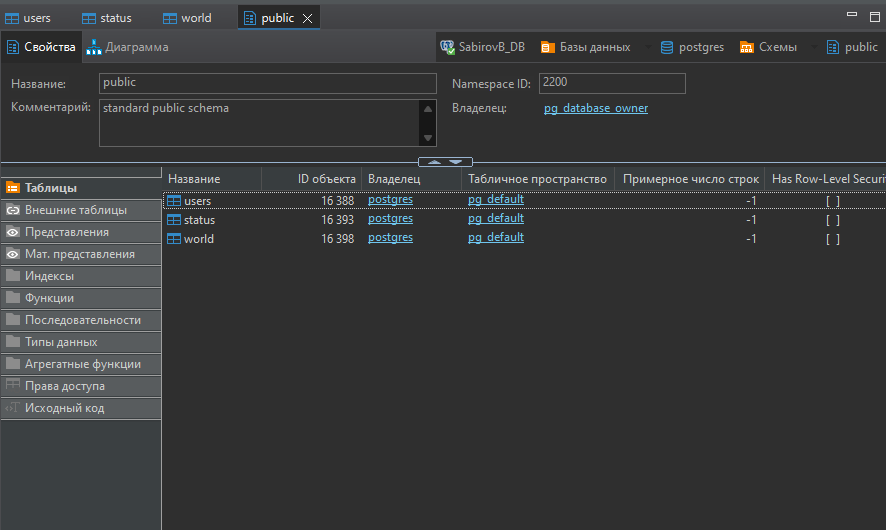 users status world public
Свойства Диаграмма SabirovB_DB Базы данных postgres Схемы public
Название: public Namespace ID: 2200
Комментарий: standard public schema Владелец: pg_database_owner
Название ID объекта Владелец Табличное пространство Примерное число строк Has Row-Level Securi
Таблицы
users 16 388 postgres pg_default -1 [ ]
Внешние таблицы
status 16 393 postgres pg_default -1 [ ]
Представления
world 16 398 postgres pg_default -1 [ ]
Мат. представления
Индексы
Функции
Последовательности
Типы данных
Агрегатные функции
Права доступа
Исходный код